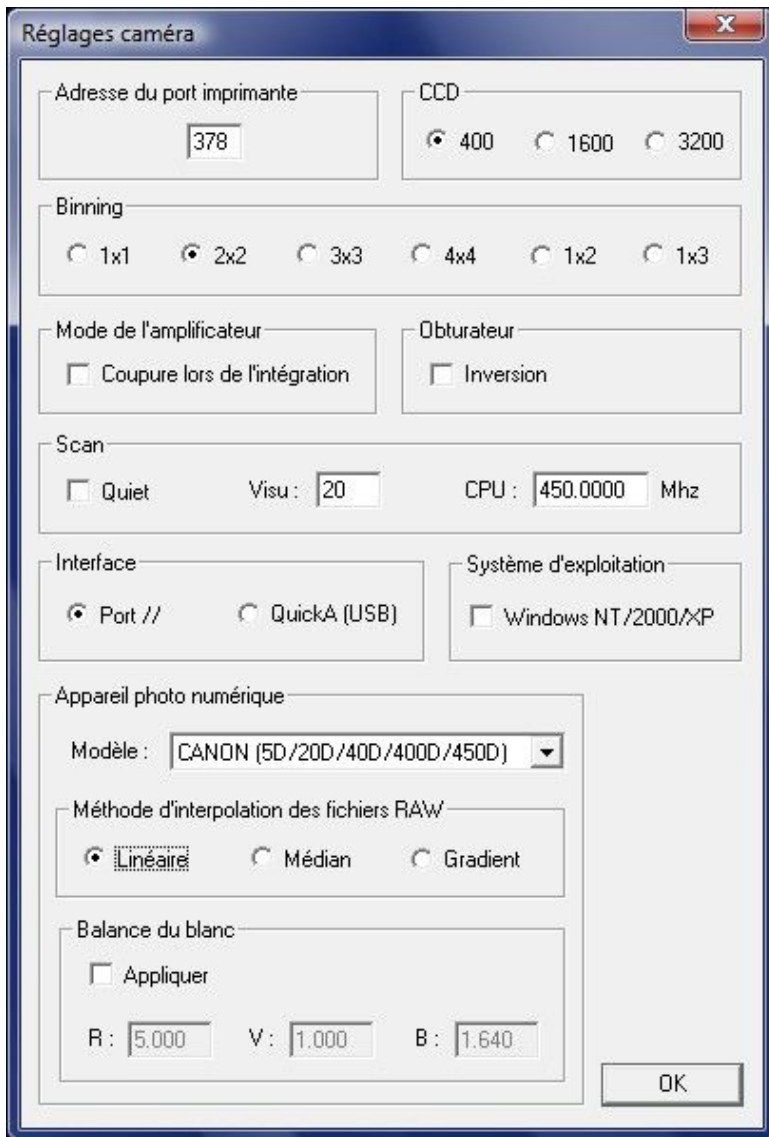 Réglages caméra
Adresse du port imprimante
378
CCD
400 1600 3200
Binning
1x1 2x2 3x3 4x4 1x2 1x3
Mode de l'amplificateur
Coupure lors de l'intégration
Obturateur
Inversion
Scan
Quiet Visu : 20 CPU : 450.0000 Mhz
Interface
Port // QuickA (USB)
Système d'exploitation
Windows NT/2000/XP
Appareil photo numérique
Modèle : CANON (5D/20D/40D/400D/450D)
Méthode d'interpolation des fichiers RAW
Linéaire Médian Gradient
Balance du blanc
Appliquer
R : 5.000 V : 1.000 B : 1.640
OK